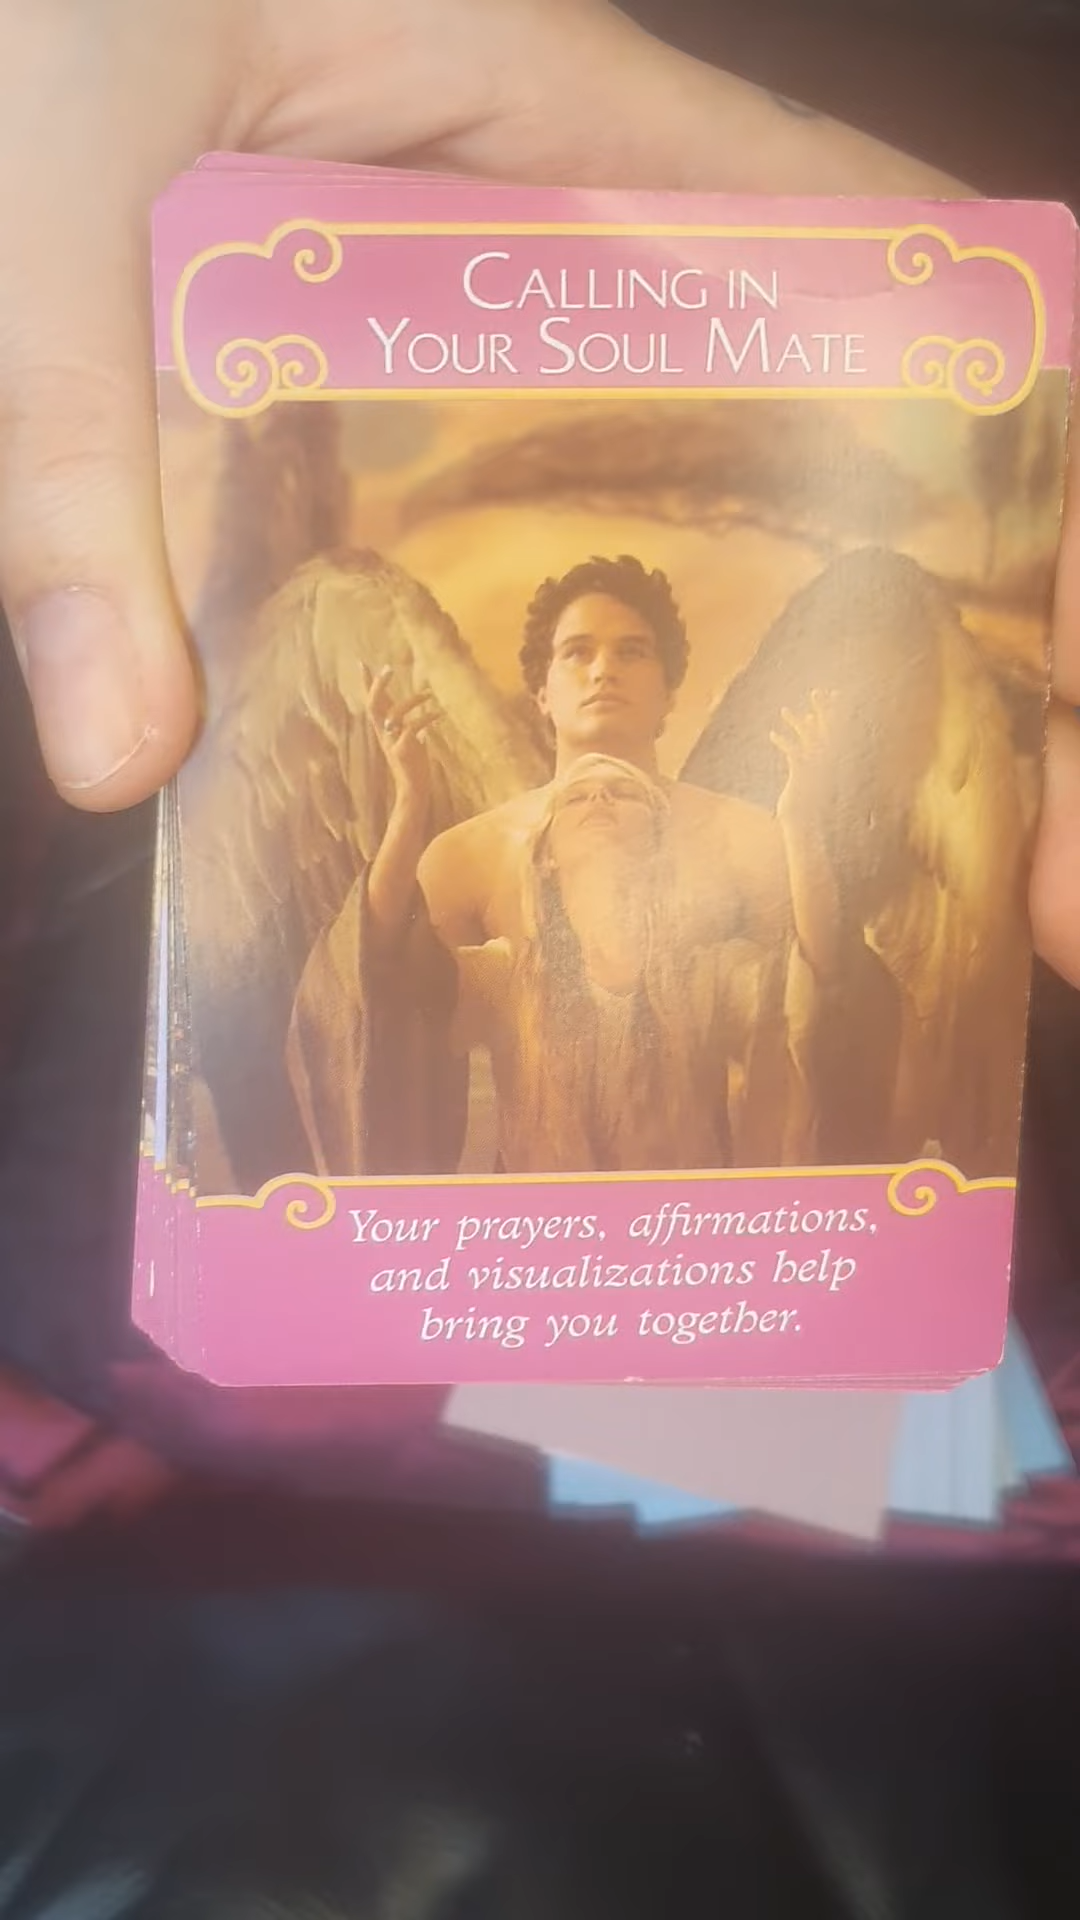 CALLING IN
YOUR SOUL MATE
Your prayers, affirmations,
and visualizations help
bring you together.